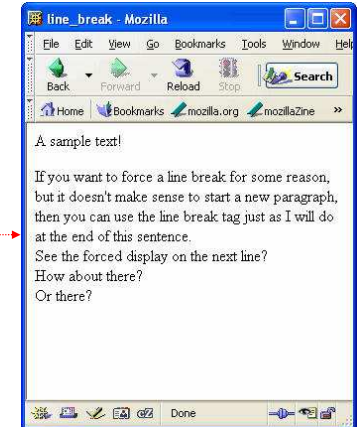 line_break - Mozilla
File Edit View Go Bookmarks Tools Window Help
Back Forward Reload Stop Search
Home Bookmarks mozilla.org mozillaZine »
A sample text!
If you want to force a line break for some reason,
but it doesn't make sense to start a new paragraph,
then you can use the line break tag just as I will do
at the end of this sentence.
See the forced display on the next line?
How about there?
Or there?
Done